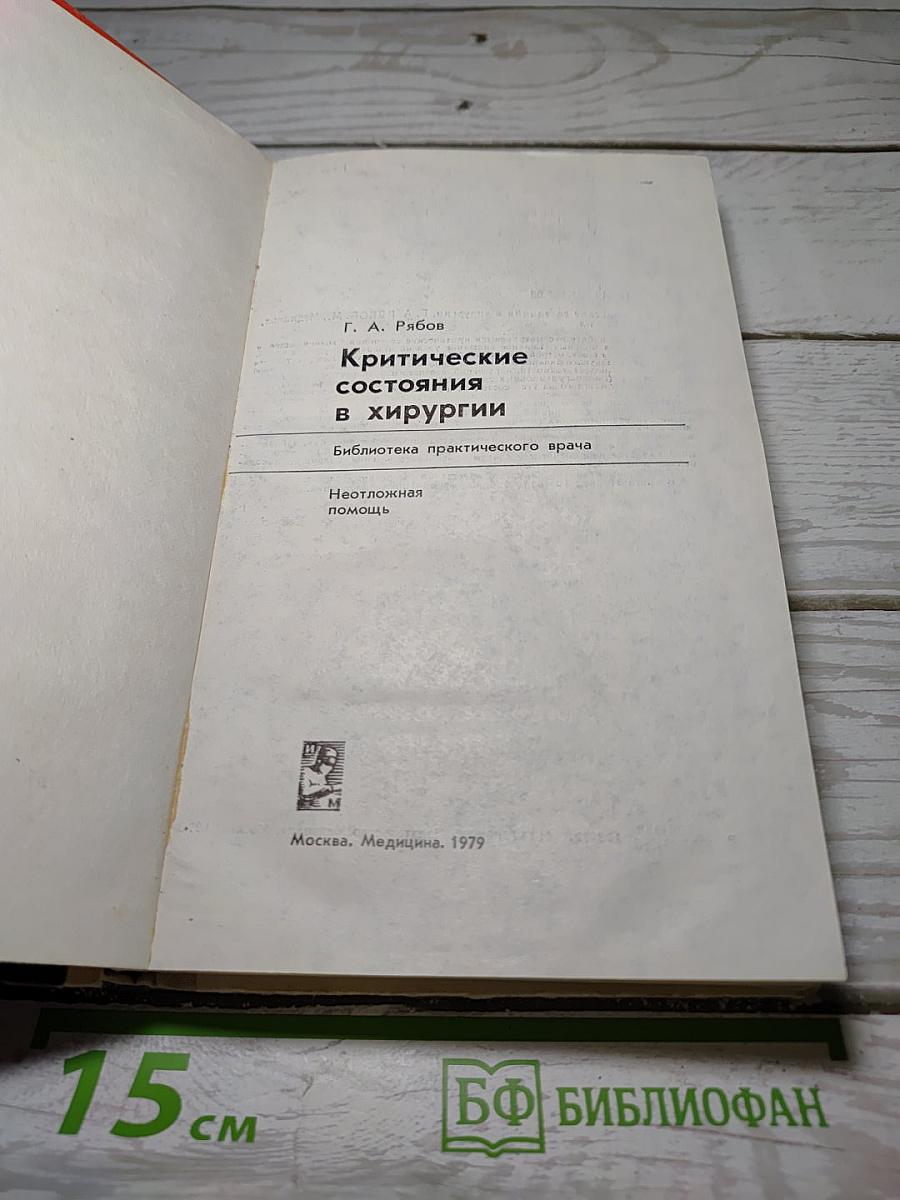 Г. А. Рябов
Критические
состояния
в хирургии
Библиотека практического врача
Неотложная
помощь
М
Москва. Медицина. 1979
15 см
БФ БИБЛИОФАН